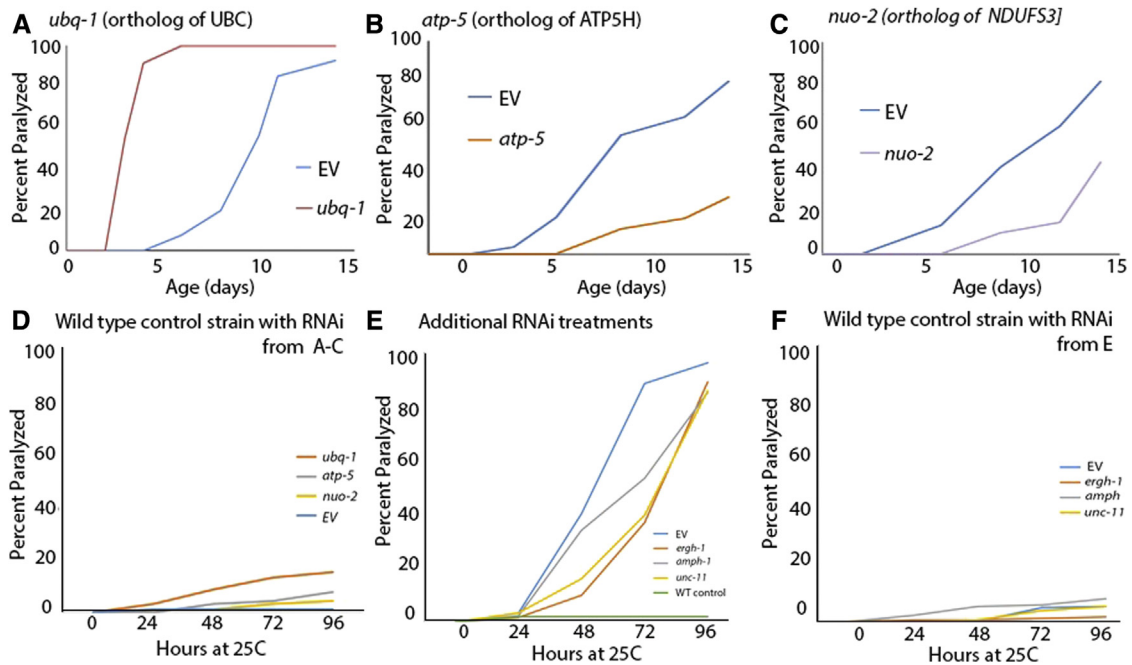 A
ubq-1 (ortholog of UBC)
Percent Paralyzed
100
80
60
40
20
0
EV
ubq-1
0 5 10 15
Age (days)
B
atp-5 (ortholog of ATP5H)
Percent Paralyzed
100
80
60
40
20
EV
atp-5
0 5 10 15
Age (days)
C
nuo-2 (ortholog of NDUFS3]
Percent Paralyzed
100
80
60
40
20
0
EV
nuo-2
0 5 10 15
Age (days)
D
Wild type control strain with RNAi
from A-C
Percent Paralyzed
100
80
60
40
20
0
ubq-1
atp-5
nuo-2
EV
0 24 48 72 96
Hours at 25C
E
Additional RNAi treatments
Percent Paralyzed
100
80
60
40
20
0
EV
ergh-1
amph-1
unc-11
WT control
0 24 48 72 96
Hours at 25C
F
Wild type control strain with RNAi
from E
Percent Paralyzed
100
80
60
40
20
0
EV
ergh-1
amph
unc-11
0 24 48 72 96
Hours at 25C